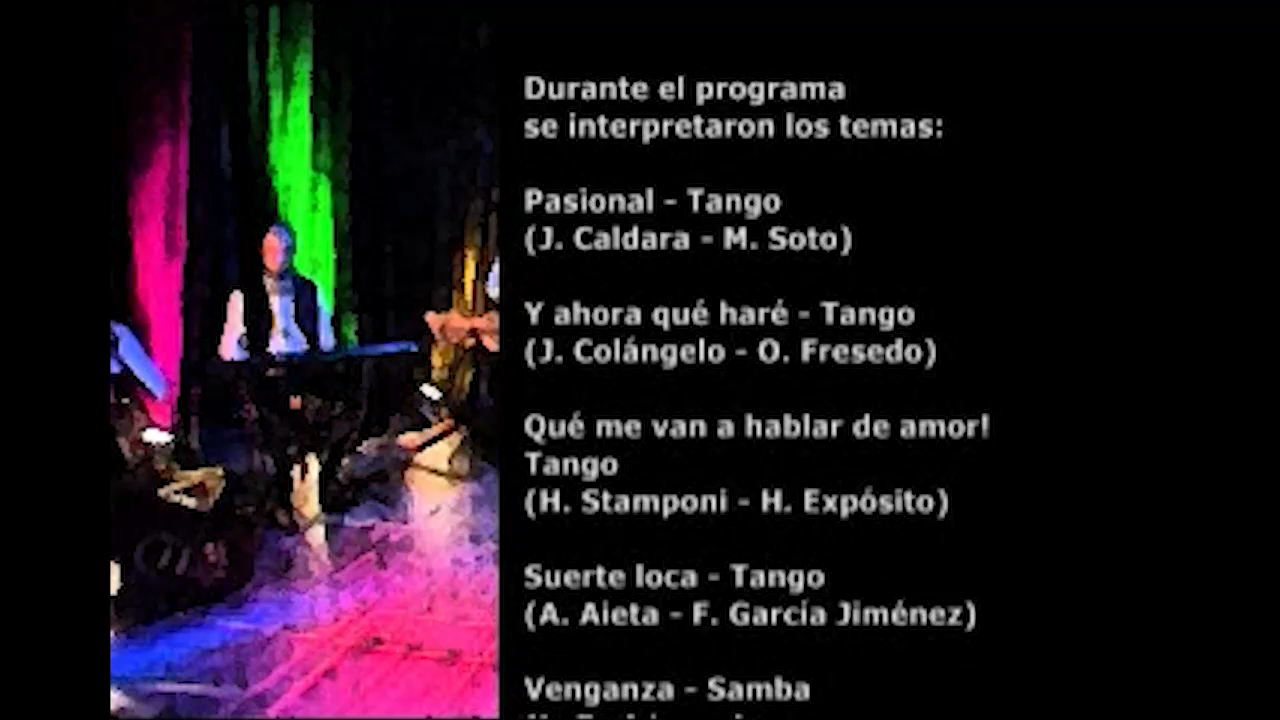 Durante el programa
se interpretaron los temas:
Pasional - Tango
(J. Caldara - M. Soto)
Y ahora qué haré - Tango
(J. Colángelo - O. Fresedo)
Qué me van a hablar de amor!
Tango
(H. Stamponi - H. Expósito)
Suerte loca - Tango
(A. Aieta - F. García Jiménez)
Venganza - Samba